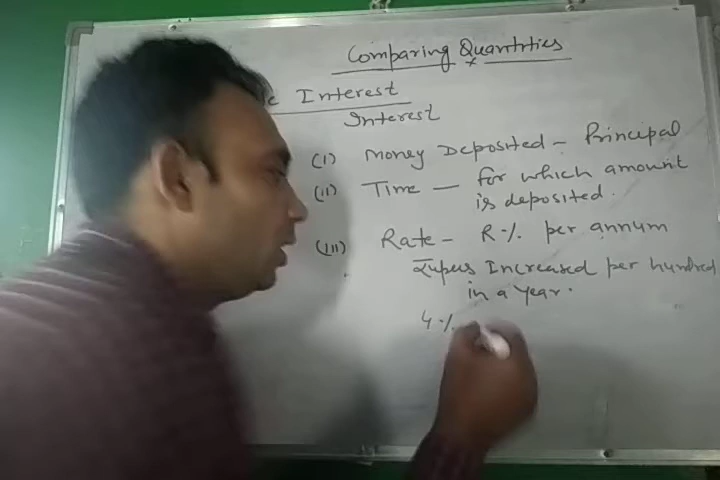 Comparing Quantities
Interest
Interest
(I) Money Deposited - Principal
(II) Time - for which amount
is deposited.
(III) Rate - R% per annum
Rupees Increased per hundred
in a year.
4%